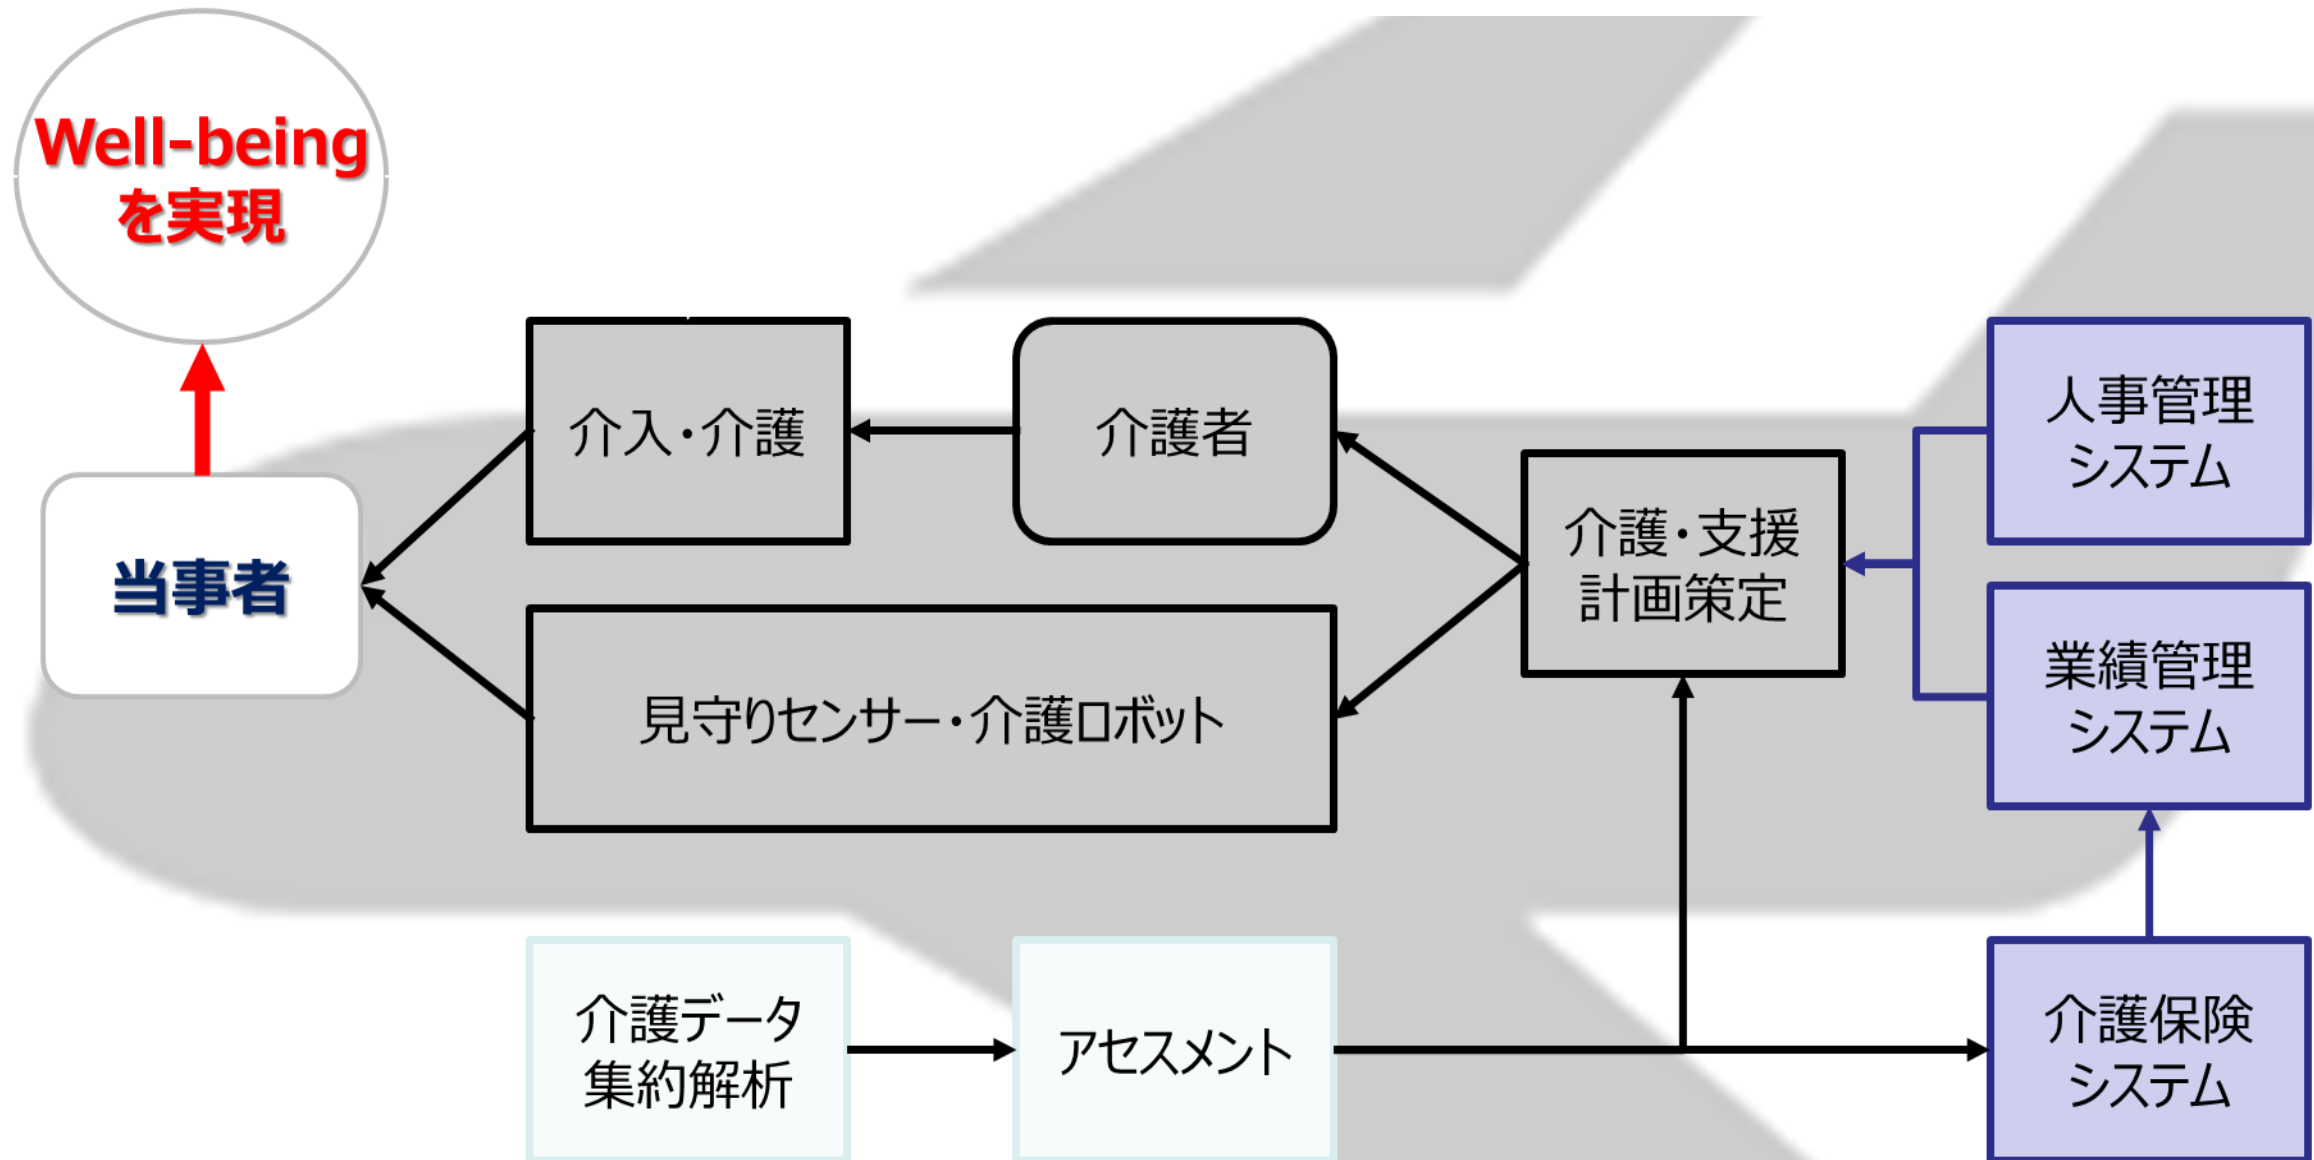 Well-being
を実現
当事者
介入・介護
介護者
見守りセンサー・介護ロボット
介護・支援
計画策定
人事管理
システム
業績管理
システム
介護データ
集約解析
アセスメント
介護保険
システム